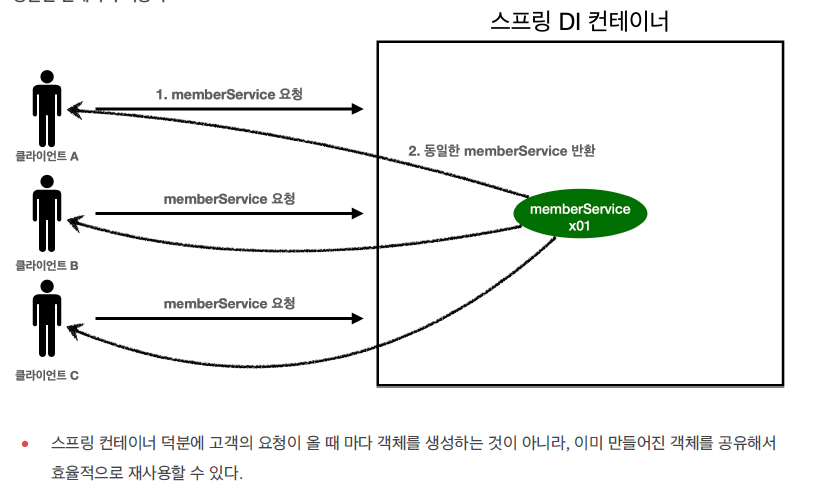 스프링 DI 컨테이너
1. memberService 요청
클라이언트 A
2. 동일한 memberService 반환
memberService 요청
memberService
x01
클라이언트 B
memberService 요청
클라이언트 C
스프링 컨테이너 덕분에 고객의 요청이 올 때 마다 객체를 생성하는 것이 아니라, 이미 만들어진 객체를 공유해서
효율적으로 재사용할 수 있다.